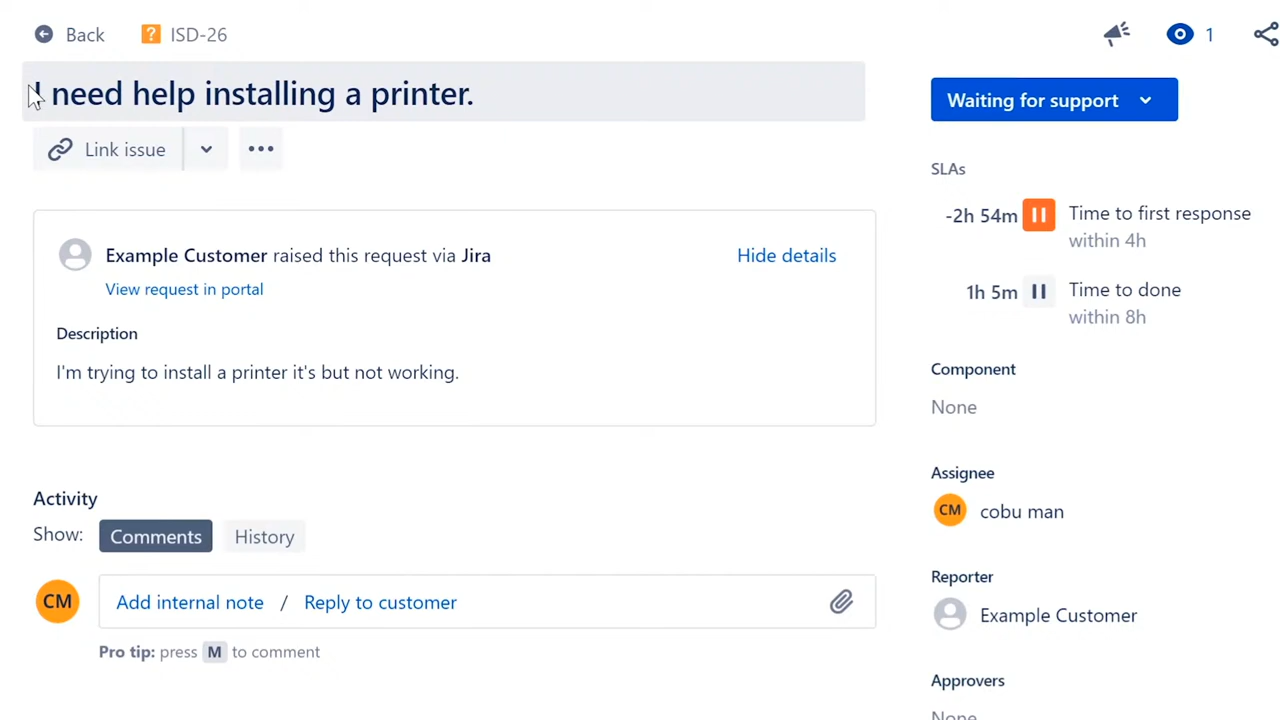 Back ? ISD-26 1
I need help installing a printer.
Waiting for support
Link issue
SLAs
-2h 54m Time to first response
within 4h
Example Customer raised this request via Jira Hide details
View request in portal
1h 5m Time to done
within 8h
Description
I'm trying to install a printer it's but not working.
Component
None
Assignee
CM cobu man
Activity
Show: Comments History
Reporter
Example Customer
CM Add internal note / Reply to customer
Pro tip: press M to comment
Approvers
None